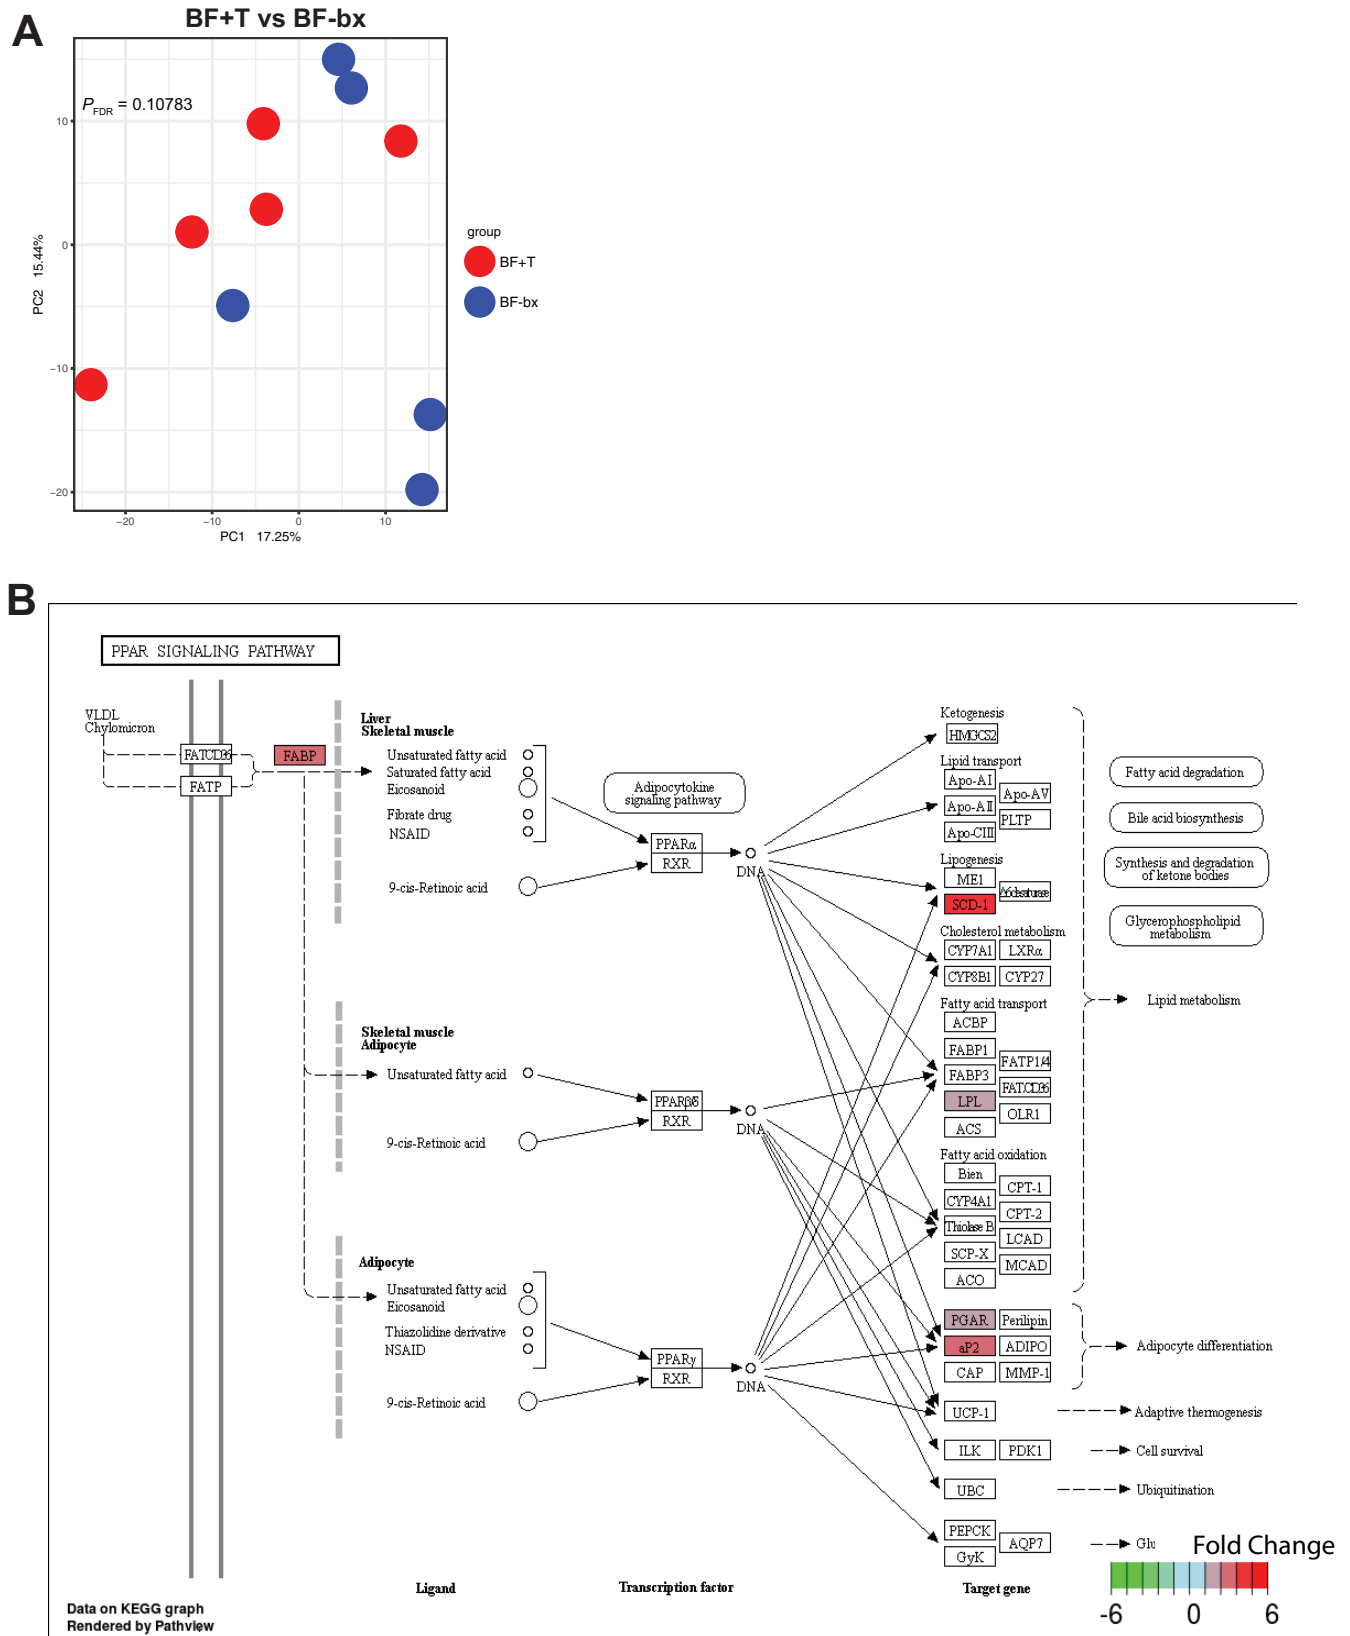 A
BF+T vs BF-bx
PFDR = 0.10783
10
0
−10
−20
−20
−10
0
10
PC1 17.25%
PC2 15.44%
group
BF+T
BF-bx
B
PPAR SIGNALING PATHWAY
VLDL
Chylomicron
FATCD36
FATP
FABP
Liver
Skeletal muscle
Unsaturated fatty acid
Saturated fatty acid
Eicosanoid
Fibrate drug
NSAID
9-cis-Retinoic acid
Adipocytokine
signaling pathway
PPARα
RXR
DNA
Skeletal muscle
Adipocyte
Unsaturated fatty acid
9-cis-Retinoic acid
PPARβδ
RXR
DNA
Adipocyte
Unsaturated fatty acid
Eicosanoid
Thiazolidine derivative
NSAID
9-cis-Retinoic acid
PPARγ
RXR
DNA
Ketogenesis
HMGCS2
Lipid transport
Apo-AI
Apo-AV
Apo-AII
PLTP
Apo-CIII
Lipogenesis
ME1
Δ6desaturase
SCD-1
Cholesterol metabolism
CYP7A1 LXRα
CYP8B1 CYP27
Fatty acid transport
ACBP
FABP1
FATP1/4
FABP3
FATCD36
LPL
OLR1
ACS
Fatty acid oxidation
Bien
CPT-1
CYP4A1
CPT-2
Thiolase B
LCAD
SCP-X
MCAD
ACO
PGAR Perilipin
aP2 ADIPO
CAP MMP-1
UCP-1
ILK PDK1
UBC
PEPCK
AQP7
GyK
Fatty acid degradation
Bile acid biosynthesis
Synthesis and degradation
of ketone bodies
Glycerophospholipid
metabolism
Lipid metabolism
Adipocyte differentiation
Adaptive thermogenesis
Cell survival
Ubiquitination
Glu
Fold Change
-6 0 6
Ligand
Transcription factor
Target gene
Data on KEGG graph
Rendered by Pathview